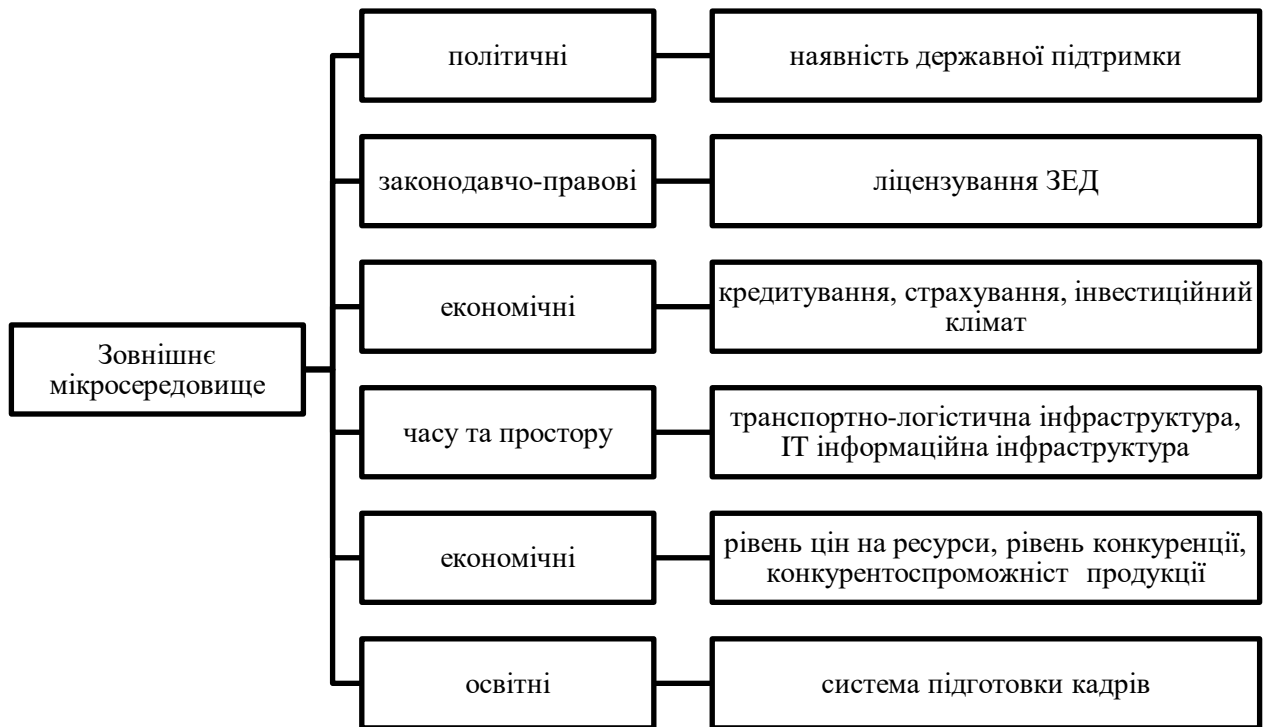 політичні
наявність державної підтримки
законодавчо-правові
ліцензування ЗЕД
економічні
кредитування, страхування, інвестиційний
клімат
Зовнішнє
мікросередовище
часу та простору
транспортно-логістична інфраструктура,
ІТ інформаційна інфраструктура
економічні
рівень цін на ресурси, рівень конкуренції,
конкурентоспроможніст продукції
освітні
система підготовки кадрів